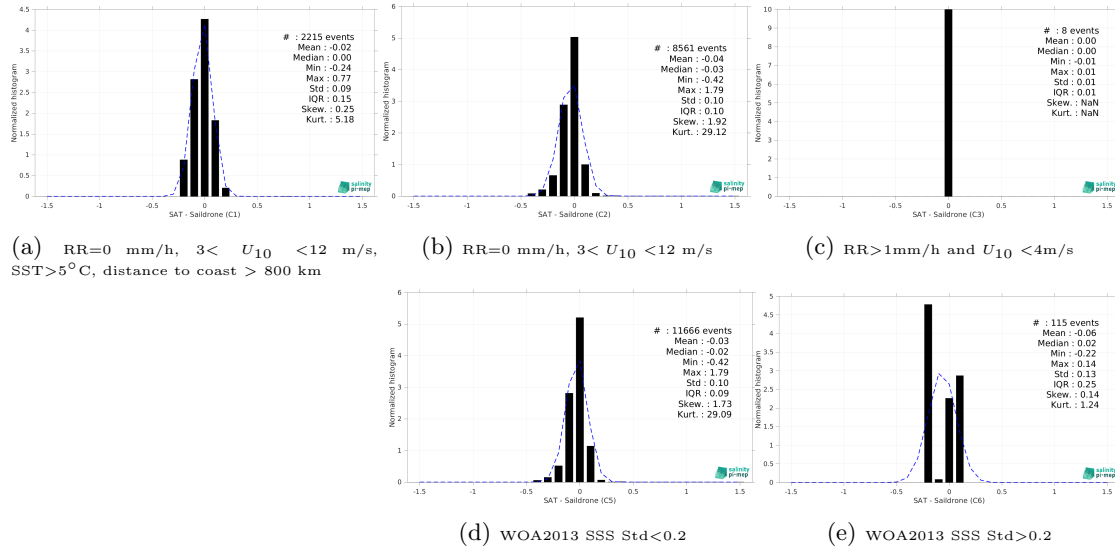 4.5
4
3.5
3
2.5
2
1.5
1
0.5
0
Normalized histogram
# : 2215 events
Mean : -0.02
Median : 0.00
Min : -0.24
Max : 0.77
Std : 0.09
IQR : 0.15
Skew. : 0.25
Kurt. : 5.18
salinity
pi-mep
-1.5 -1 -0.5 0 0.5 1 1.5
SAT - Saildrone (C1)
(a) RR=0 mm/h, 3< U10 <12 m/s,
SST>5°C, distance to coast > 800 km
6
5
4
3
2
1
0
Normalized histogram
# : 8561 events
Mean : -0.04
Median : -0.03
Min : -0.42
Max : 1.79
Std : 0.10
IQR : 0.10
Skew. : 1.92
Kurt. : 29.12
salinity
pi-mep
-1.5 -1 -0.5 0 0.5 1 1.5
SAT - Saildrone (C2)
(b) RR=0 mm/h, 3< U10 <12 m/s
10
9
8
7
6
5
4
3
2
1
0
Normalized histogram
# : 8 events
Mean : 0.00
Median : 0.00
Min : -0.01
Max : 0.01
Std : 0.01
IQR : 0.01
Skew. : NaN
Kurt. : NaN
salinity
pi-mep
-1.5 -1 -0.5 0 0.5 1 1.5
SAT - Saildrone (C3)
(c) RR>1mm/h and U10 <4m/s
6
5
4
3
2
1
0
Normalized histogram
# : 11666 events
Mean : -0.03
Median : -0.02
Min : -0.42
Max : 1.79
Std : 0.10
IQR : 0.09
Skew. : 1.73
Kurt. : 29.09
salinity
pi-mep
-1.5 -1 -0.5 0 0.5 1 1.5
SAT - Saildrone (C5)
(d) WOA2013 SSS Std<0.2
5
4.5
4
3.5
3
2.5
2
1.5
1
0.5
0
Normalized histogram
# : 115 events
Mean : -0.06
Median : 0.02
Min : -0.22
Max : 0.14
Std : 0.13
IQR : 0.25
Skew. : 0.14
Kurt. : 1.24
salinity
pi-mep
-1.5 -1 -0.5 0 0.5 1 1.5
SAT - Saildrone (C6)
(e) WOA2013 SSS Std>0.2